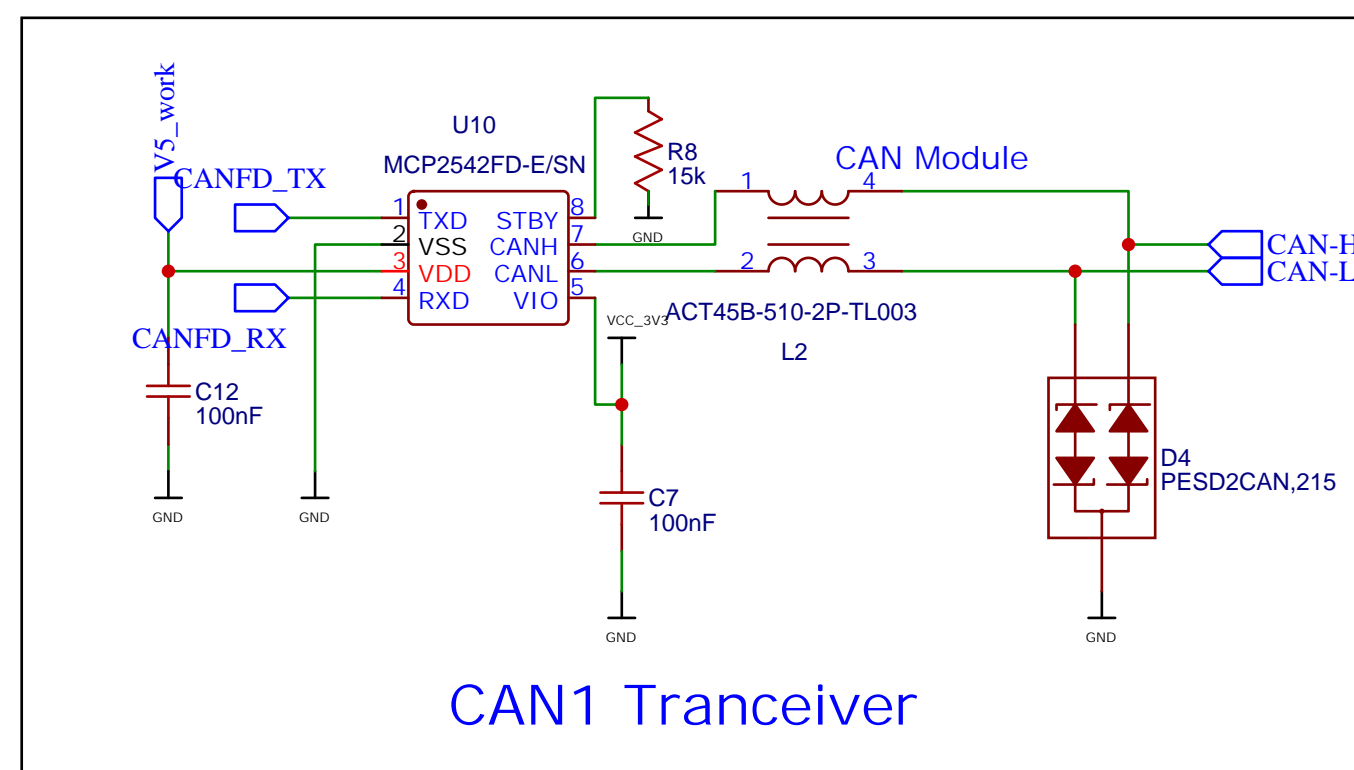 V5_work
CANFD_TX
U10
MCP2542FD-E/SN
1
TXD
STBY
8
2
VSS
CANH
7
3
VDD
CANL
6
4
RXD
VIO
5
CANFD_RX
R8
15k
GND
CAN Module
1
4
2
3
ACT45B-510-2P-TL003
L2
CAN-H
CAN-L
VCC_3V3
C12
100nF
GND
GND
C7
100nF
GND
D4
PESD2CAN,215
GND
CAN1 Tranceiver